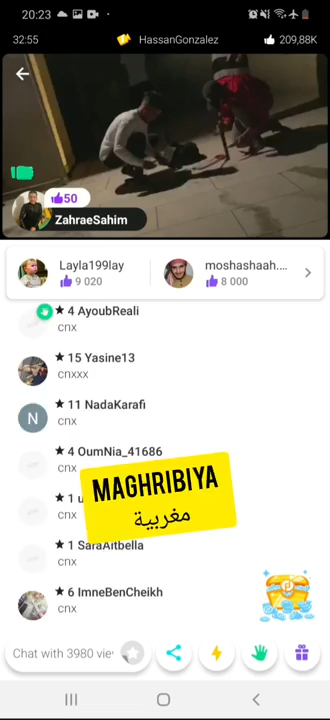 20:23
32:55 HassanGonzalez 209,88K
50
ZahraeSahim
Layla199lay
9 020
moshashaah....
8 000
4 AyoubReali
cnx
15 Yasine13
cnxxx
N
11 NadaKarafi
cnx
4 OumNia_41686
cnx
MAGHRIBIYA
مغربية
1 u
cnx
1 SaraAitbella
cnx
6 ImneBenCheikh
cnx
Chat with 3980 vie